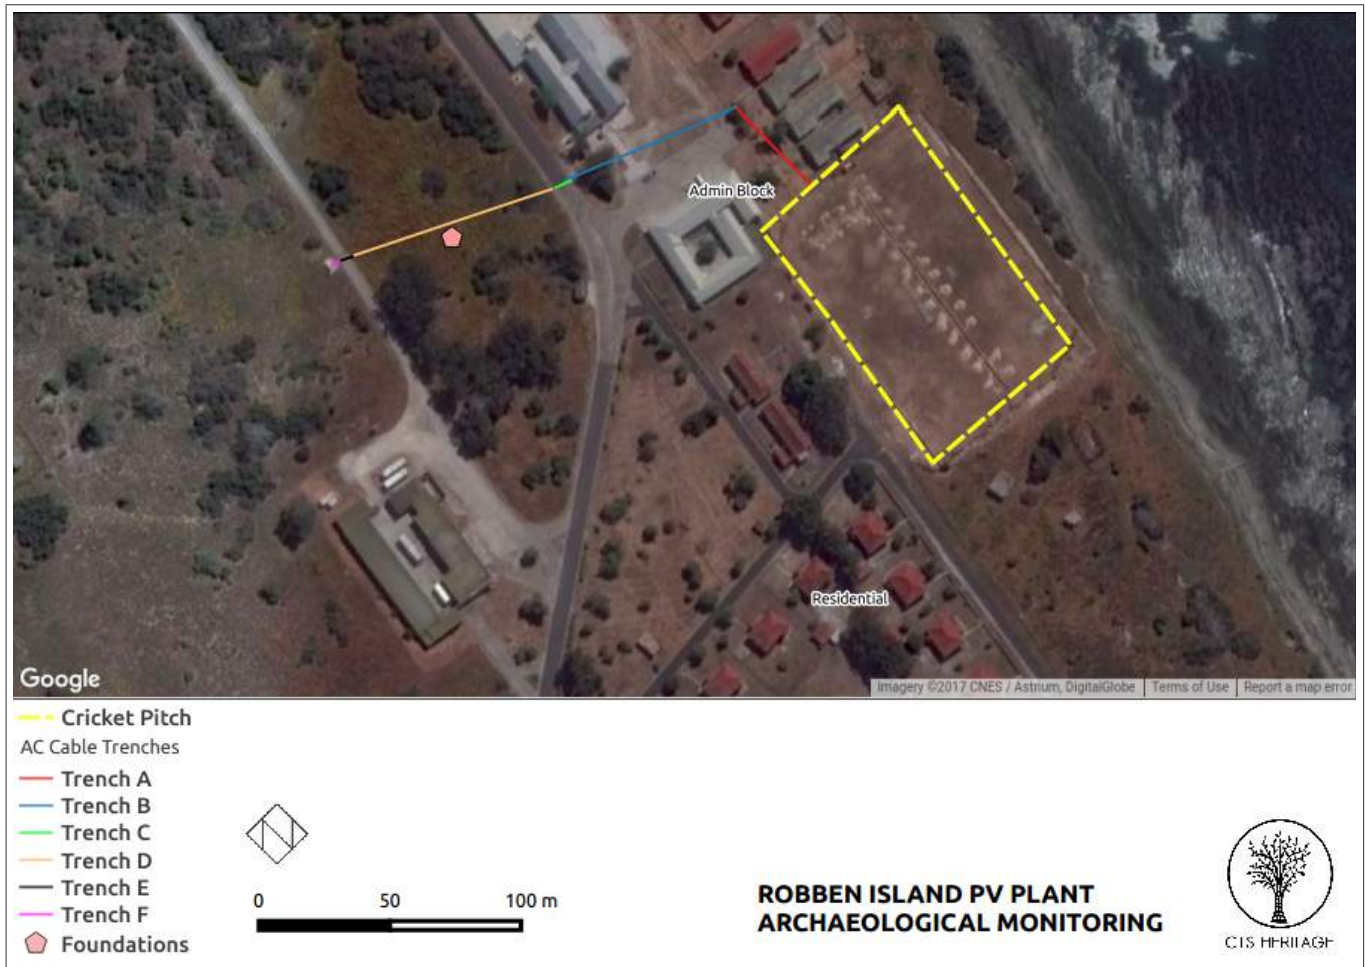 Admin Block
Residential
Google
Imagery ©2017 CNES / Astrium, DigitalGlobe
Terms of Use
Report a map error
Cricket Pitch
AC Cable Trenches
Trench A
Trench B
Trench C
Trench D
Trench E
Trench F
Foundations
N
0 50 100 m
ROBBEN ISLAND PV PLANT
ARCHAEOLOGICAL MONITORING
CTS HERITAGE